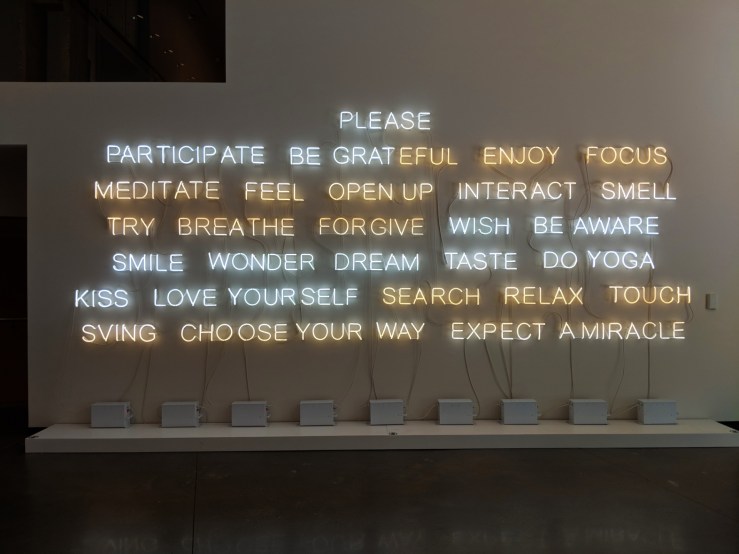 PLEASE
PARTICIPATE BE GRATEFUL ENJOY FOCUS
MEDITATE FEEL OPEN UP INTERACT SMELL
TRY BREATHE FORGIVE WISH BE AWARE
SMILE WONDER DREAM TASTE DO YOGA
KISS LOVE YOURSELF SEARCH RELAX TOUCH
SVING CHOOSE YOUR WAY EXPECT A MIRACLE